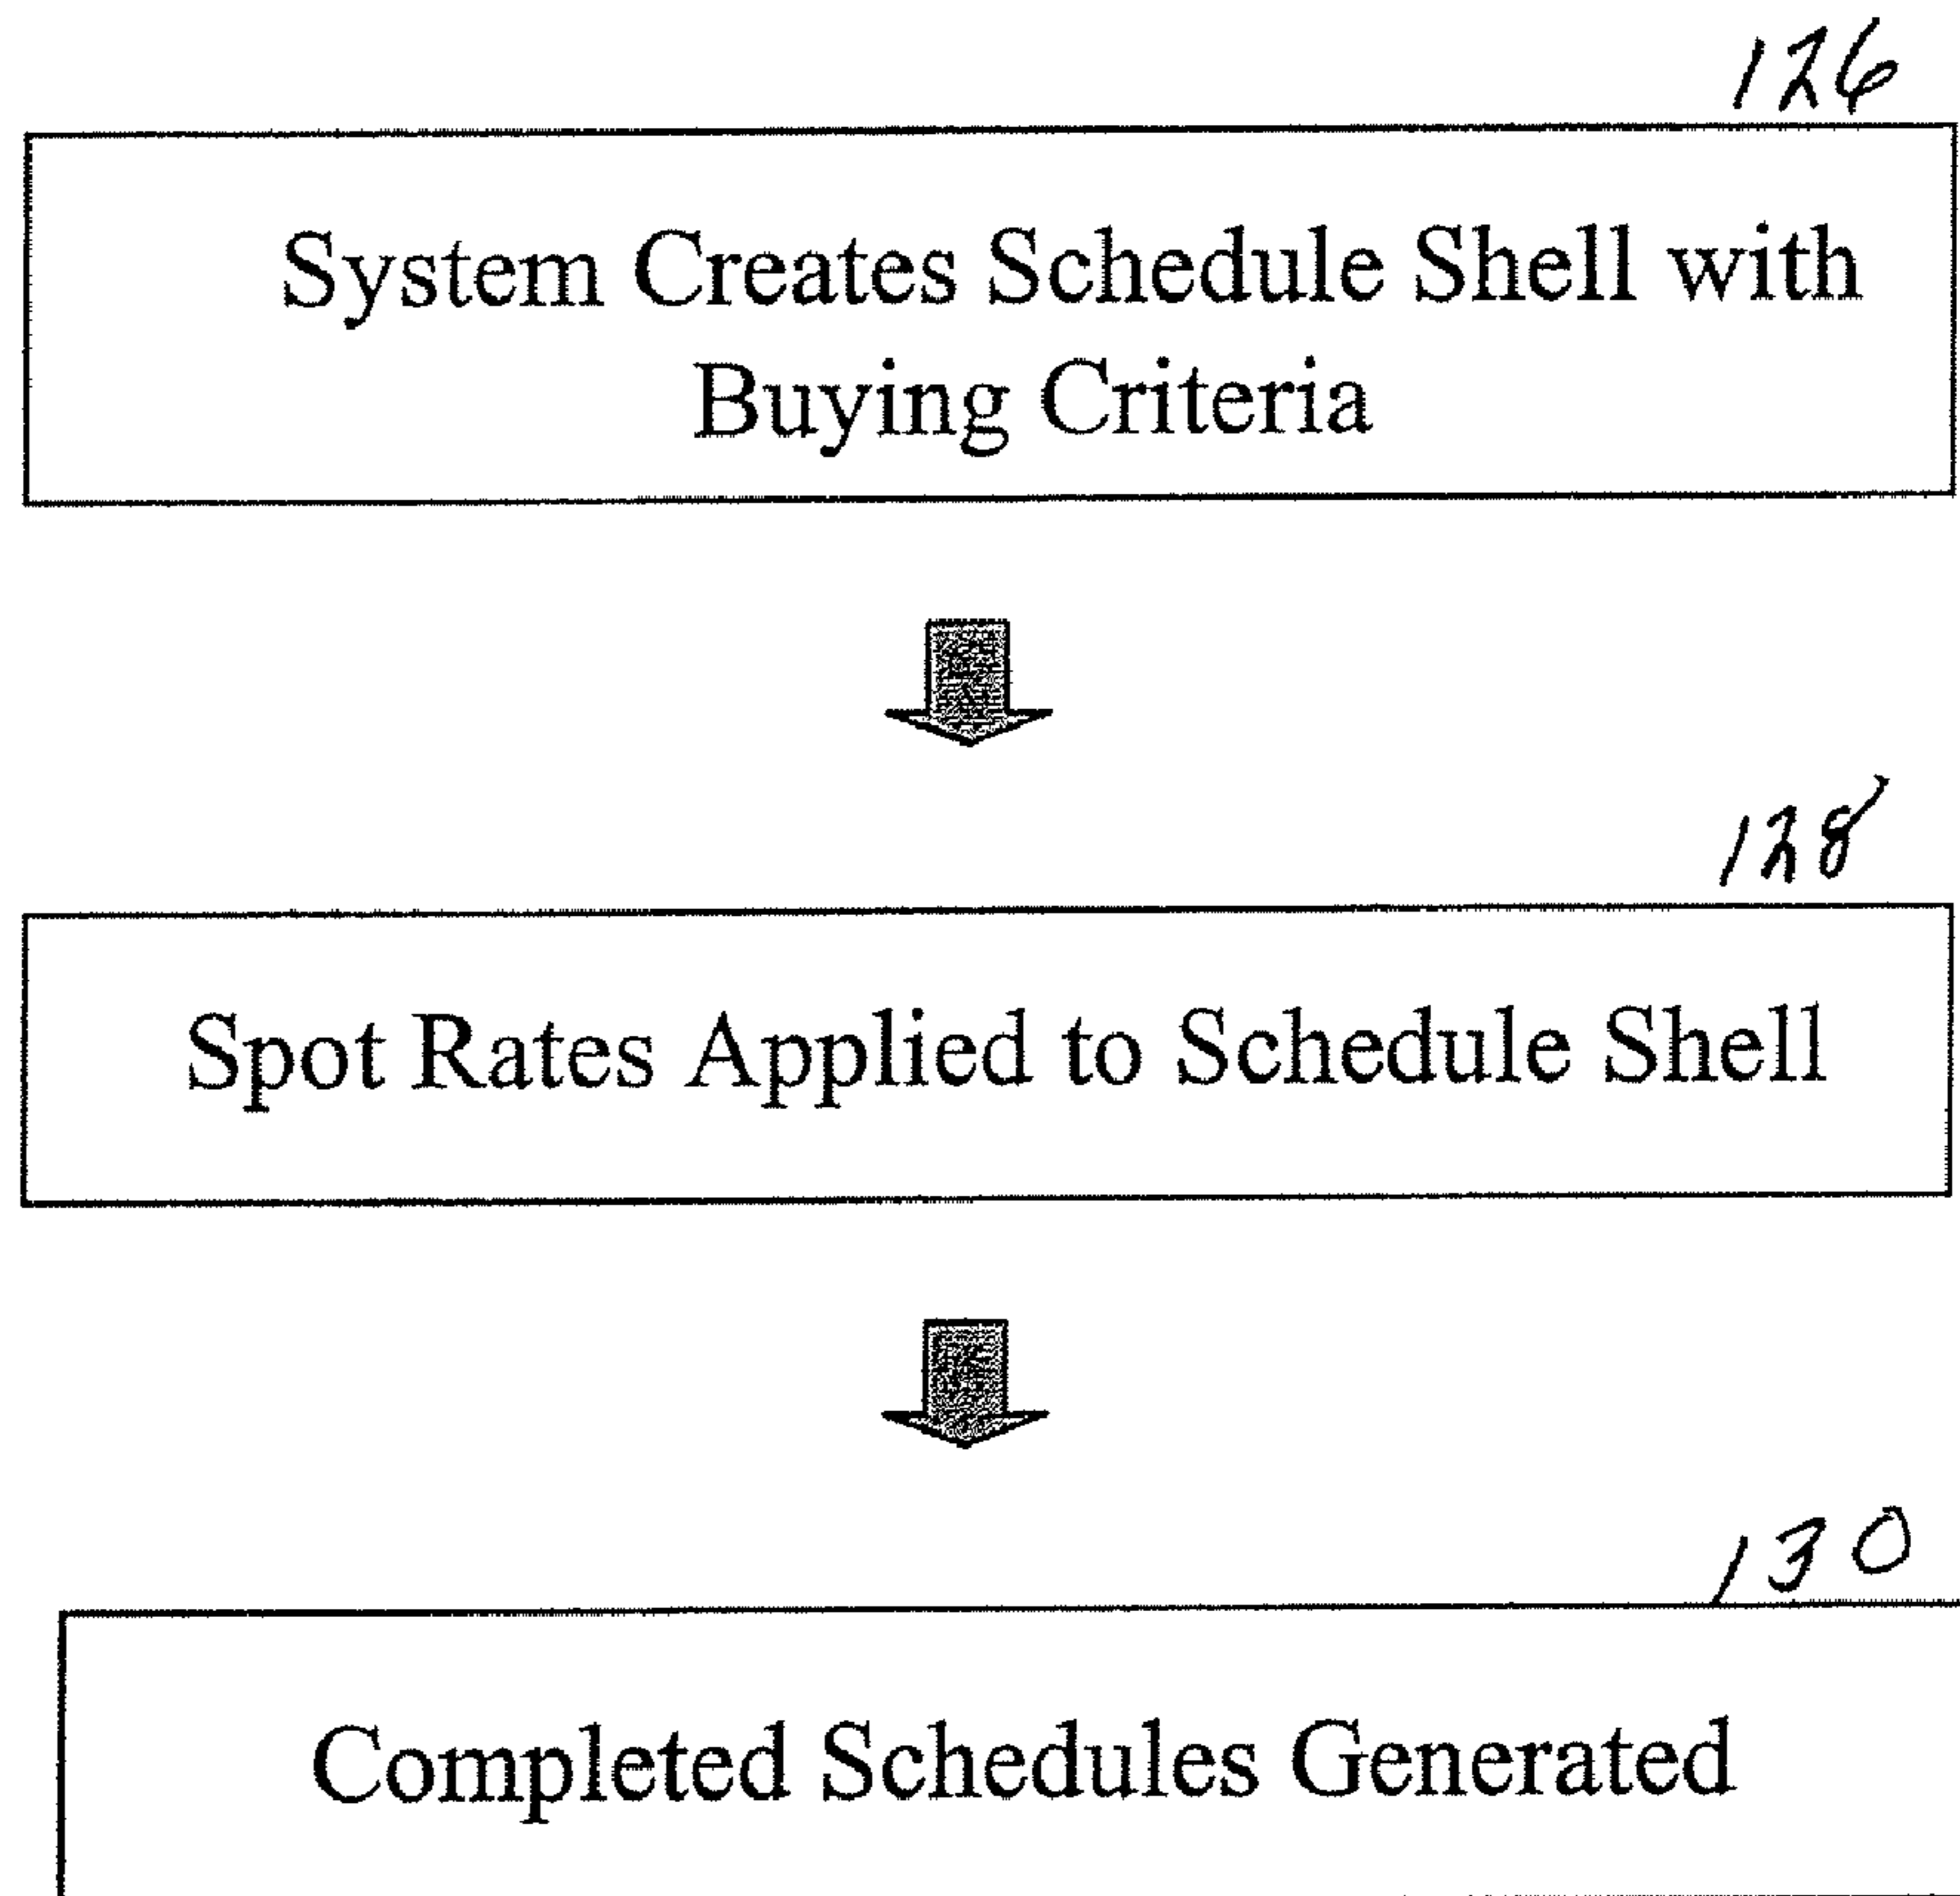 126
System Creates Schedule Shell with
Buying Criteria
128
Spot Rates Applied to Schedule Shell
130
Completed Schedules Generated